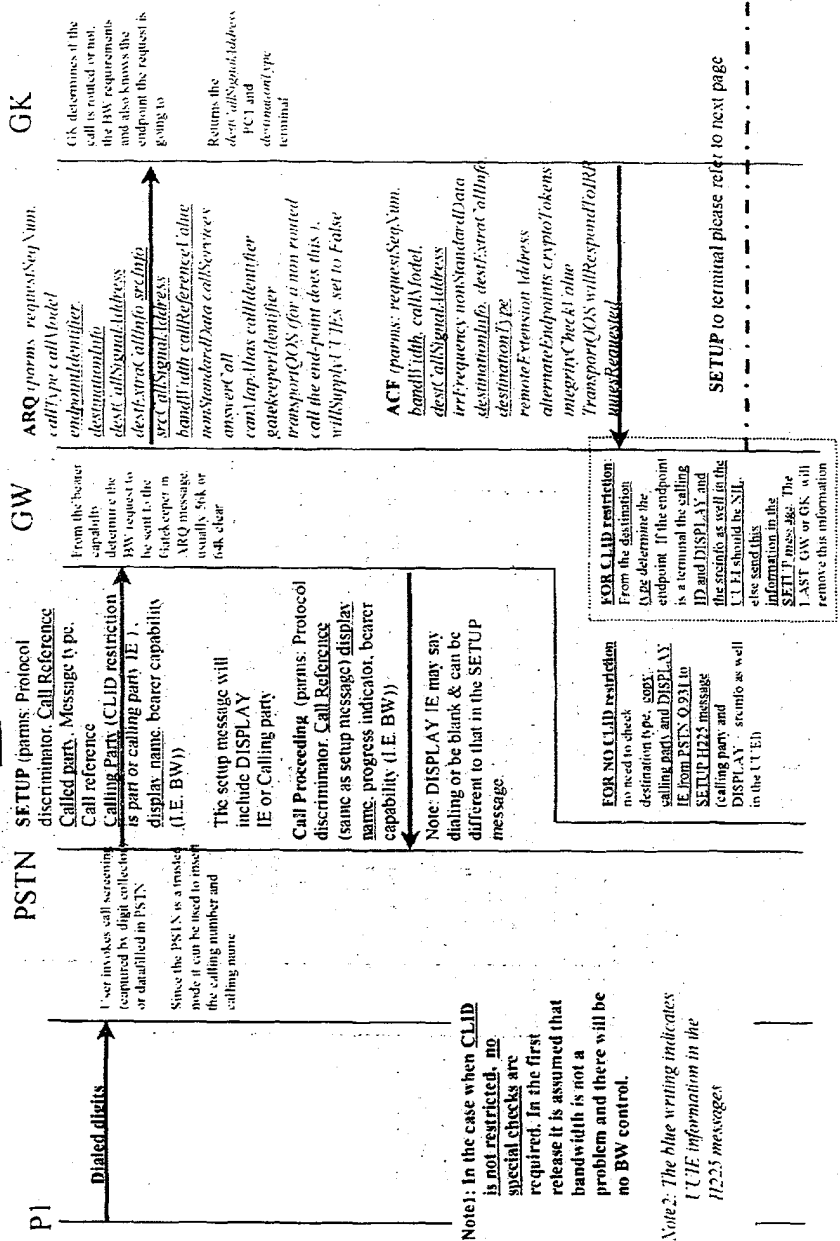 P1
PSTN
GW
GK
Dialed digits
User invokes call screening
(captured by digit collector
or datafilled in PSTN
Since the PSTN is a trusted
node it can be used to insert
the calling number and
calling name
SETUP (parms: Protocol
discriminator, Call Reference
Called party, Message type,
Call reference
Calling Party (CLID restriction
is part or calling party IE ),
display name, bearer capability
(I.E. BW))
The setup message will
include DISPLAY
IE or Calling party
Call Proceeding (parms: Protocol
discriminator, Call Reference
(same as setup message) display
name, progress indicator, bearer
capability (I.E. BW))
Note: DISPLAY IE may say
dialing or be blank & can be
different to that in the SETUP
message.
From the bearer
capabilty
determine the
BW request to
be sent to the
Gatekeeper in
ARQ message.
usually 56k or
64k clear
ARQ (parms: requestSeqNum,
callType callModel
endpointIdentifier,
destinationInfo
destCallSignalAddress
destExtraCallInfo srcInfo
srcCallSignalAddress
bandWidth callReferenceValue
nonStandardData callServices
answerCall
canMapAlias callIdentifier
gatekeeperIdentifier
transportQOS (for a non routed
call the end-point does this ),
willSupplyUUIEs set to False
GK determines if the
call is routed or not,
the BW requirements
and also knows the
endpoint the request is
going to
Returns the
destCallSignalAddress
PC1 and
destinationtype
terminal
ACF (parms: requestSeqNum,
bandWidth, callModel,
destCallSignalAddress
irrFrequency nonStandardData
destinationInfo, destExtraCallInfo,
destinationType
remoteExtensionAddress
alternateEndpoints cryptoTokens
integrityCheckValue
TransportQOS willRespondToIRR
uuiesRequested
Note1: In the case when CLID
is not restricted, no
special checks are
required. In the first
release it is assumed that
bandwidth is not a
problem and there will be
no BW control.
Note2: The blue writing indicates
UUIE information in the
H225 messages
FOR NO CLID restriction
no need to check
destination type, copy
calling party and DISPLAY
IE from PSTN Q.931 to
SETUP H225 message
(calling party and
DISPLAY - srcinfo as well
in the UUEI)
FOR CLID restriction:
From the destination
type determine the
endpoint If the endpoint
is a terminal the calling
ID and DISPLAY and
the srcinfo as well in the
UUEI should be NIL,
else send this
information in the
SETUP message. The
LAST GW or GK will
remove this information
SETUP to terminal please refer to next page